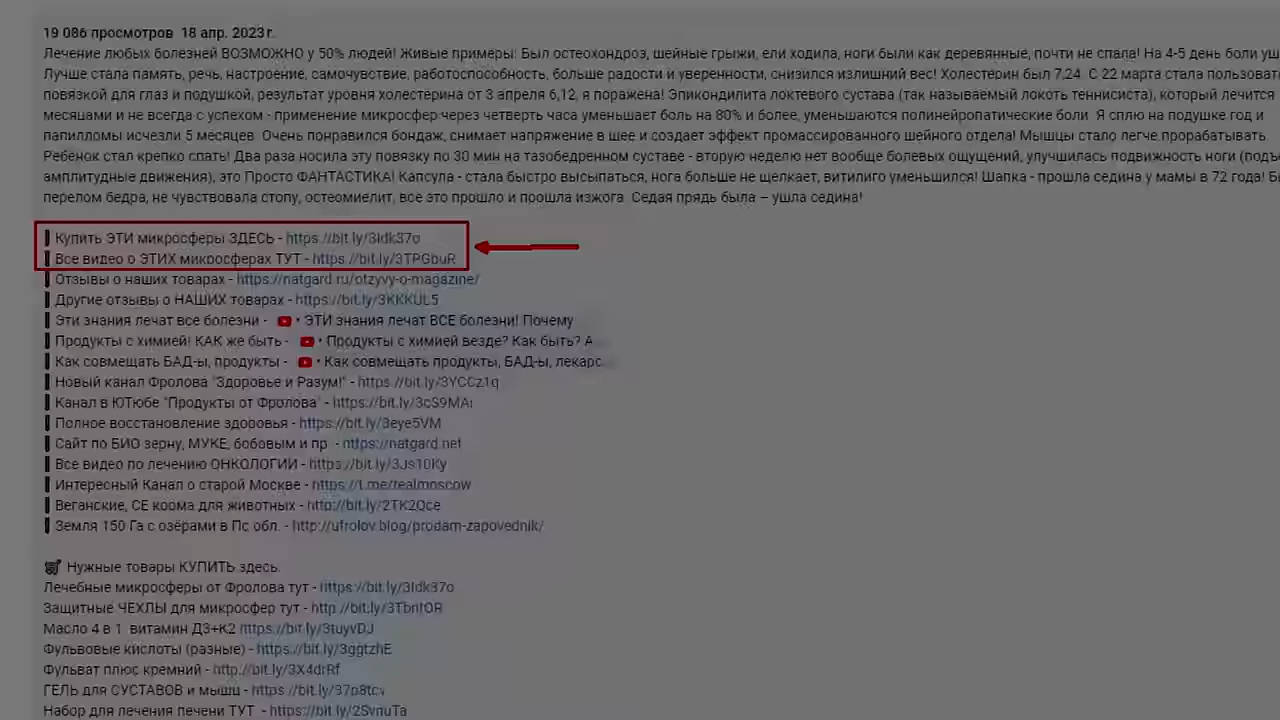 19 086 просмотров 18 апр. 2023 г.
Лечение любых болезней ВОЗМОЖНО у 50% людей! Живые примеры: Был остеохондроз, шейные грыжи, ели ходила, ноги были как деревянные, почти не спала! На 4-5 день боли уш
Лучше стала память, речь, настроение, самочувствие, работоспособность, больше радости и уверенности, снизился излишний вес! Холестерин был 7,24. С 22 марта стала пользоват
повязкой для глаз и подушкой, результат уровня холестерина от 3 апреля 6,12, я поражена! Эпикондилита локтевого сустава (так называемый локоть теннисиста), который лечится
месяцами и не всегда с успехом - применение микросфер через четверть часа уменьшает боль на 80% и более, уменьшаются полинейропатические боли. Я сплю на подушке год и
папилломы исчезли 5 месяцев. Очень понравился бондаж, снимает напряжение в шее и создает эффект промассированного шейного отдела! Мышцы стало легче прорабатывать.
Ребёнок стал крепко спать! Два раза носила эту повязку по 30 мин на тазобедренном суставе - вторую неделю нет вообще болевых ощущений, улучшилась подвижность ноги (подъ
амплитудные движения), это Просто ФАНТАСТИКА! Капсула - стала быстро высыпаться, нога больше не щелкает, витилиго уменьшился! Шапка - прошла седина у мамы в 72 года! Б
перелом бедра, не чувствовала стопу, остеомиелит, все это прошло и прошла изжога. Седая прядь была – ушла седина!
Купить ЭТИ микросферы ЗДЕСЬ - https://bit.ly/3Idk37o
Все видео о ЭТИХ микросферах ТУТ - https://bit.ly/3TPGbuR
Отзывы о наших товарах - https://natgard.ru/otzyvy-o-magazine/
Другие отзывы о НАШИХ товарах - https://bit.ly/3KKKUL5
Эти знания лечат все болезни - • ЭТИ знания лечат ВСЕ болезни! Почему
Продукты с химией! КАК же быть - • Продукты с химией везде? Как быть? А...
Как совмещать БАД-ы, продукты - • Как совмещать продукты, БАД-ы, лекарс...
Новый канал Фролова "Здоровье и Разум!" - https://bit.ly/3YCCz1q
Канал в ЮТюбе "Продукты от Фролова" - https://bit.ly/3cS9MAi
Полное восстановление здоровья - https://bit.ly/3eye5VM
Сайт по БИО зерну, МУКЕ, бобовым и пр. - https://natgard.net
Все видео по лечению ОНКОЛОГИИ - https://bit.ly/3Js10Ky
Интересный Канал о старой Москве - https://t.me/realmoscow
Веганские, СЕ корма для животных - http://bit.ly/2TK2Qce
Земля 150 Га с озёрами в Пс обл. - http://ufrolov.blog/prodam-zapovednik/
Нужные товары КУПИТЬ здесь.
Лечебные микросферы от Фролова тут - https://bit.ly/3Idk37o
Защитные ЧЕХЛЫ для микросфер тут - http://bit.ly/3TbnfOR
Масло 4 в 1 витамин Д3+К2 https://bit.ly/3tuyvDJ
Фульвовые кислоты (разные) - https://bit.ly/3ggtzhE
Фульват плюс кремний - http://bit.ly/3X4drRf
ГЕЛЬ для СУСТАВОВ и мышц - https://bit.ly/37p8tcv
Набор для лечения печени ТУТ - https://bit.ly/2SvnuTa